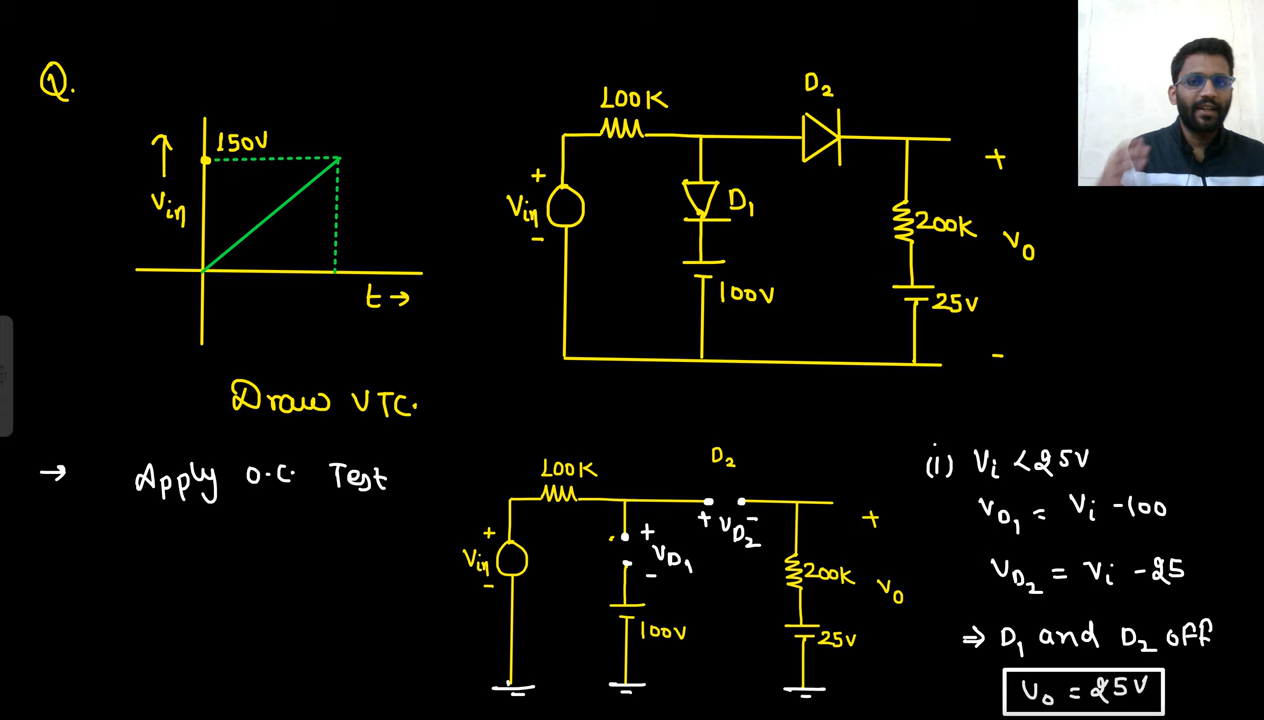 Q.
150V
Vin
t →
Draw VTC.
100K
D2
+
Vin
-
D1
100V
200K
25V
+
V0
-
→ Apply O.C. Test
100K
D2
+
Vin
-
+
VD1
-
+ VD2 -
100V
200K
25V
+
V0
(i) Vi < 25V
VD1 = Vi - 100
VD2 = Vi - 25
⇒ D1 and D2 off
V0 = 25V